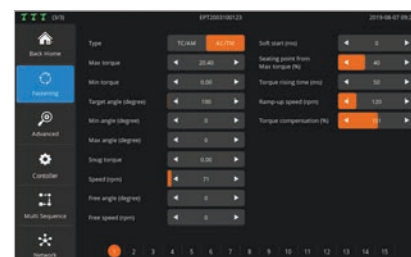 (3/3)
EPT2003100123
2019-08-07 09:2
Back Home
Fastening
Advanced
Controller
Multi Sequence
Network
Type TC/AM AC/TM
Max torque 20.40
Min torque 0.00
Target angle (degree) 180
Min angle (degree) 0
Max angle (degree) 0
Snug torque 0.00
Speed (rpm) 71
Free angle (degree) 0
Free speed (rpm) 0
Soft start (ms) 0
Seating point from
Max torque (%) 40
Torque rising time (ms) 50
Ramp-up speed (rpm) 120
Torque compensation (%)
1 2 3 4 5 6 7 8 9 10 11 12 13 14 15